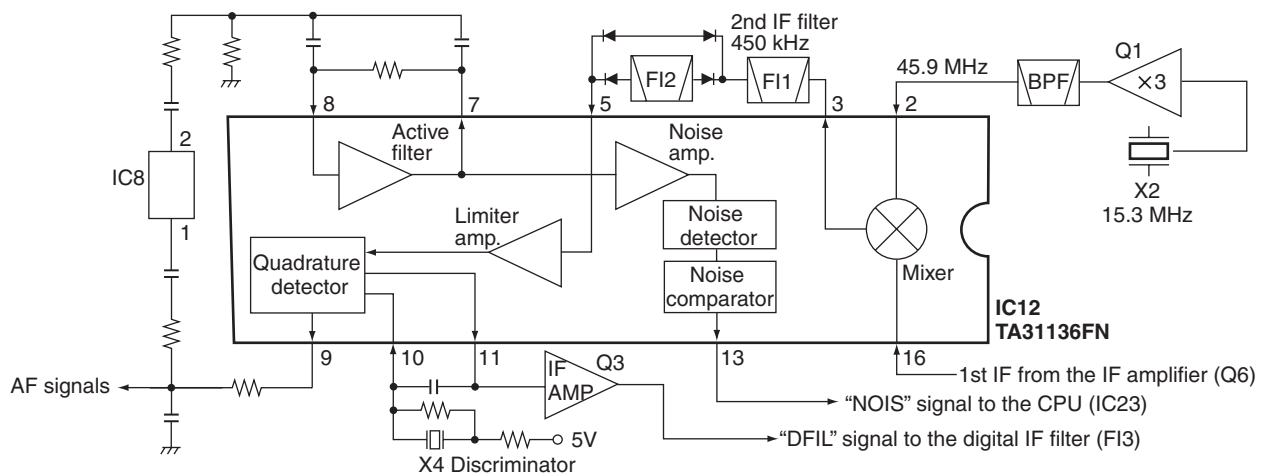 2nd IF filter
450 kHz
Q1
45.9 MHz
BPF
×3
FI2
FI1
8
7
5
3
2
X2
15.3 MHz
Active
filter
Noise
amp.
2
IC8
1
Limiter
amp.
Noise
detector
Quadrature
detector
Noise
comparator
Mixer
IC12
TA31136FN
9
10
11
13
16
AF signals
IF
AMP
Q3
1st IF from the IF amplifier (Q6)
“NOIS” signal to the CPU (IC23)
5V
“DFIL” signal to the digital IF filter (FI3)
X4 Discriminator